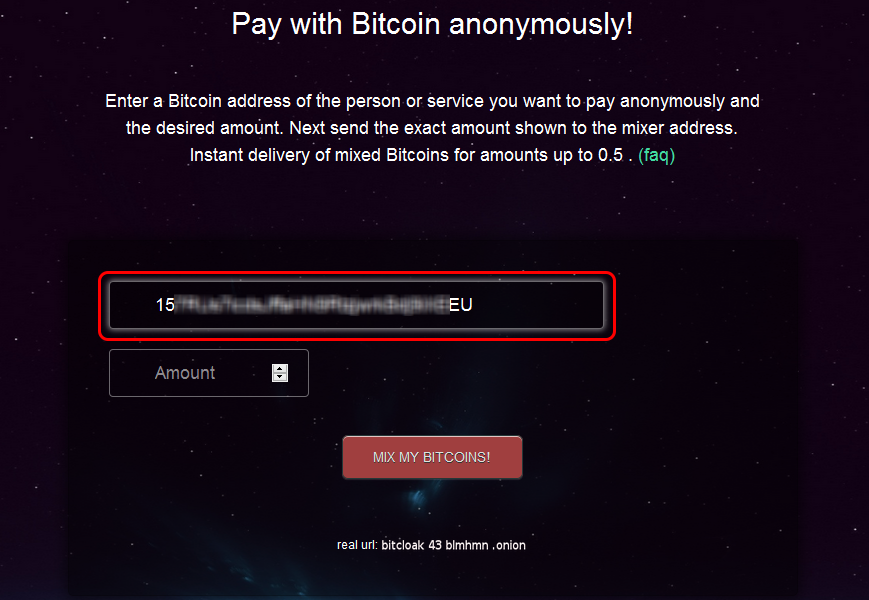 Pay with Bitcoin anonymously!
Enter a Bitcoin address of the person or service you want to pay anonymously and
the desired amount. Next send the exact amount shown to the mixer address.
Instant delivery of mixed Bitcoins for amounts up to 0.5 . (faq)
15 EU
Amount
MIX MY BITCOINS!
real url: bitcloak 43 blmhmn .onion